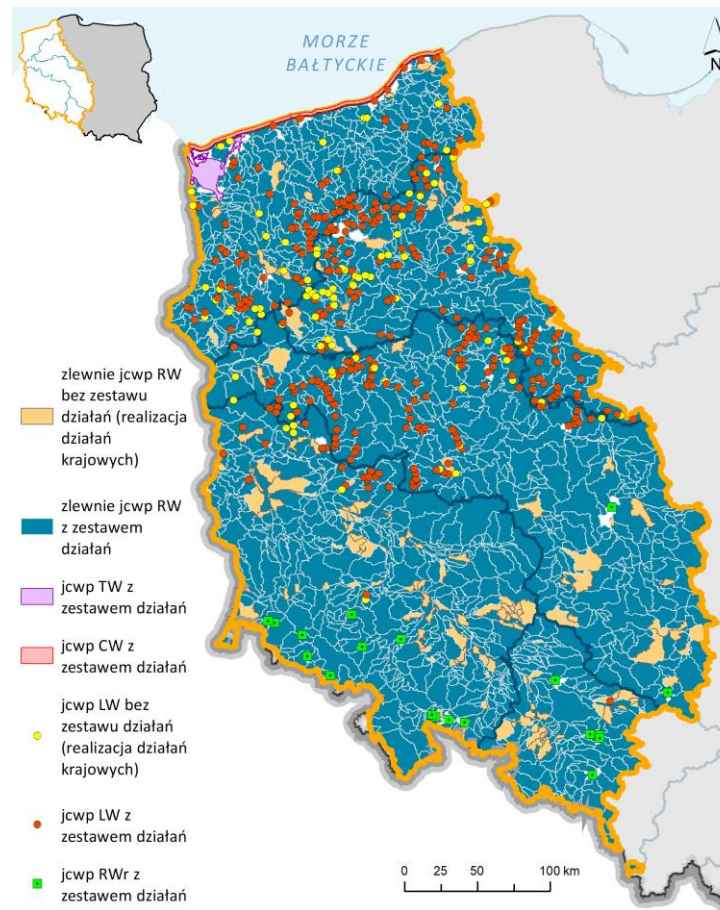 MORZE
BAŁTYCKIE
N
zlewnie jcwp RW
bez zestawu
działań (realizacja
działań
krajowych)
zlewnie jcwp RW
z zestawem
działań
jcwp TW z
zestawem działań
jcwp CW z
zestawem działań
jcwp LW bez
zestawu działań
(realizacja działań
krajowych)
jcwp LW z
zestawem działań
jcwp RWr z
zestawem działań
0 25 50 100 km